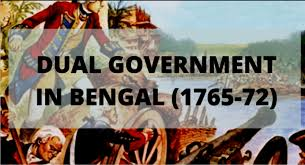 DUAL GOVERNMENT
IN BENGAL (1765-72)